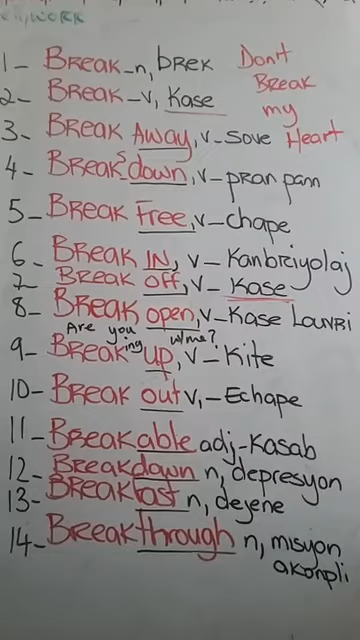 WORK
1- Break - n, brek Don't
Break
2- Break - v, Kase my
3- Break Away, v - sove Heart
4- Breaks down, v - pran pann
5- Break Free, v - chape
6- Break IN, v - Kanbriyolaj
7- Break off, v - Kase
8- Break open, v - Kase Louvri
Are you w/me?
9- Breaking up, v - Kite
10- Break out v, - Echape
11- Breakable adj - Kasab
12- Breakdown n, depresyon
13- Breakfast n, dejene
14- Breakthrough n, misyon
akonpli